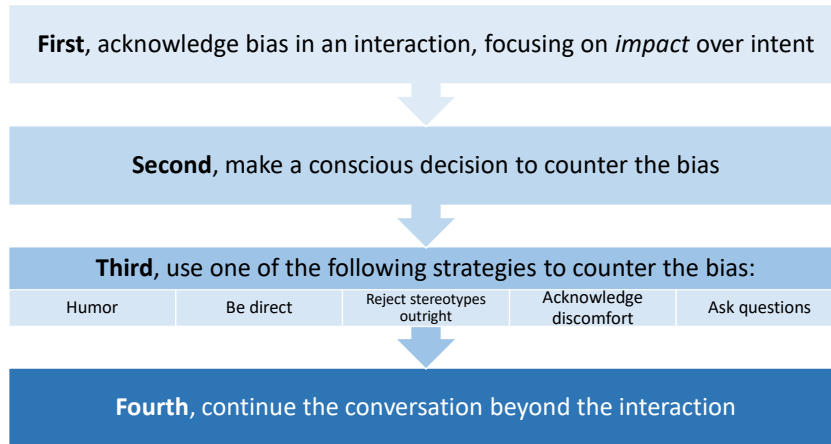 First, acknowledge bias in an interaction, focusing on impact over intent
Second, make a conscious decision to counter the bias
Third, use one of the following strategies to counter the bias:
Humor
Be direct
Reject stereotypes
outright
Acknowledge
discomfort
Ask questions
Fourth, continue the conversation beyond the interaction